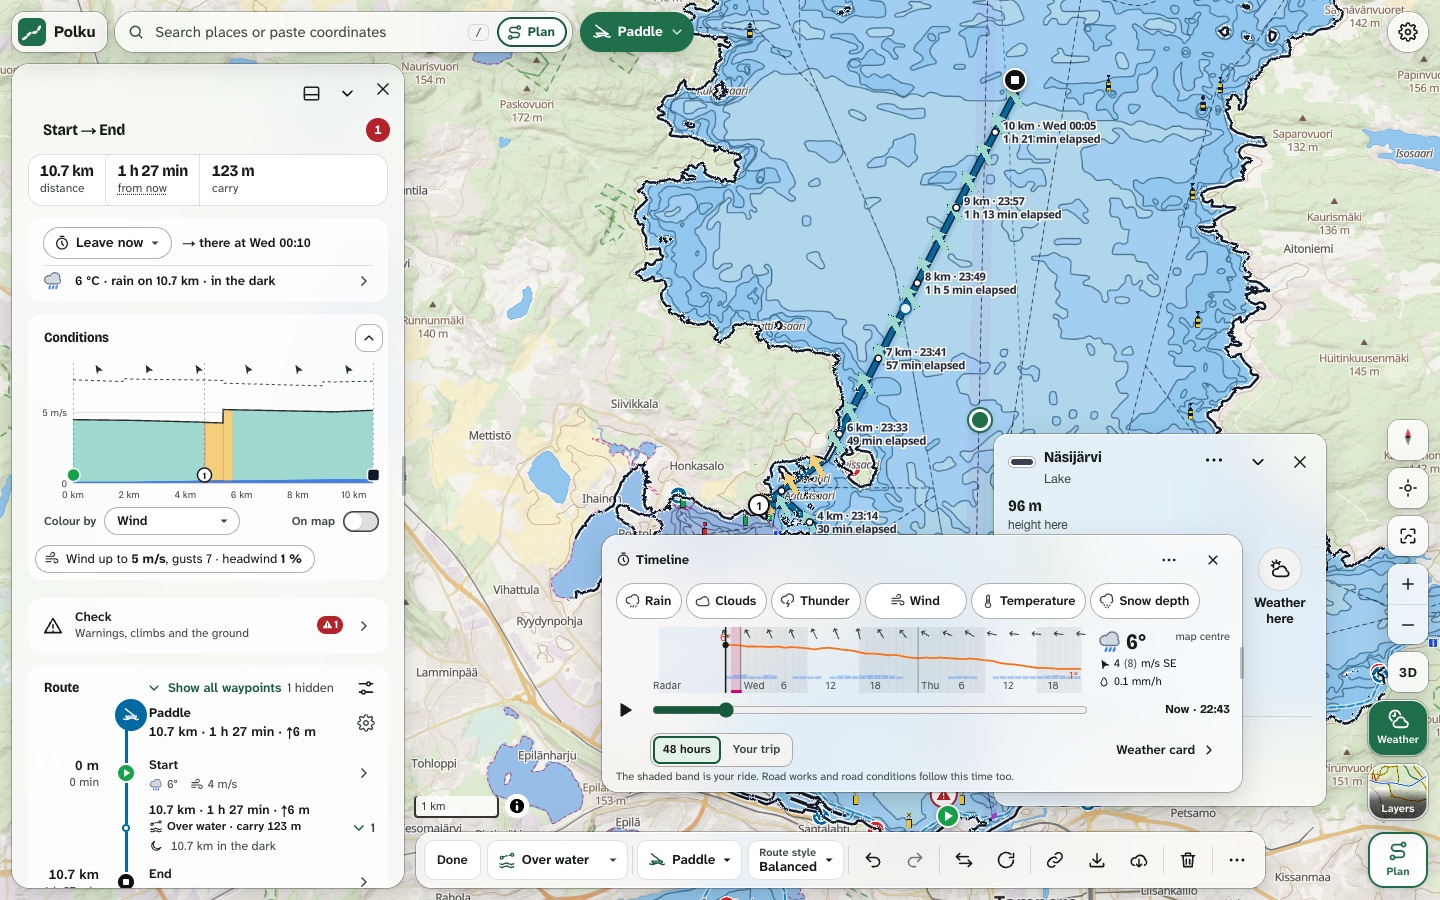 Polku
Search places or paste coordinates
/
Plan
Paddle
Start → End
1
10.7 km
distance
1 h 27 min
from now
123 m
carry
Leave now
→ there at Wed 00:10
6 °C · rain on 10.7 km · in the dark
Conditions
5 m/s
0
1
0 km
2 km
4 km
6 km
8 km
10 km
Colour by
Wind
On map
Wind up to 5 m/s, gusts 7 · headwind 1 %
Check
Warnings, climbs and the ground
1
Route
Show all waypoints
1 hidden
Paddle
10.7 km · 1 h 27 min · ↑6 m
0 m
0 min
Start
6°
4 m/s
10.7 km · 1 h 27 min · ↑6 m
Over water · carry 123 m
1
10.7 km in the dark
10.7 km
End
Naurisvuori
154 m
Paskovuori
172 m
Runnunmäki
140 m
Siivikkala
Mettistö
Honkasalo
Vihattula
Ryydynpohja
Lamminpää
Tohloppi
Epilänharju
153 m
Epilä
Rahola
Santalahti
142 m
156 m
Saparovuori
132 m
Isosaari
Kaurismäki
136 m
Aitoniemi
Huitinkuusenmäki
145 m
151 m
Petsamo
Kissanmaa
10 km · Wed 00:05
1 h 21 min elapsed
9 km · 23:57
1 h 13 min elapsed
8 km · 23:49
1 h 5 min elapsed
7 km · 23:41
57 min elapsed
6 km · 23:33
49 min elapsed
1
4 km · 23:14
30 min elapsed
Näsijärvi
Lake
96 m
height here
Weather
here
Timeline
Rain
Clouds
Thunder
Wind
Temperature
Snow depth
Radar
Wed
6
12
18
Thu
6
12
18
1°
6°
map centre
4 (8) m/s SE
0.1 mm/h
Now · 22:43
48 hours
Your trip
Weather card
The shaded band is your ride. Road works and road conditions follow this time too.
1 km
Done
Over water
Paddle
Route style
Balanced
3D
Weather
Layers
Plan